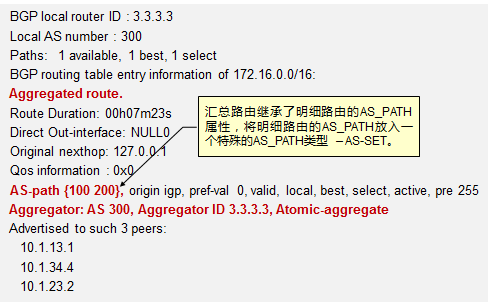 BGP local router ID : 3.3.3.3
Local AS number : 300
Paths: 1 available, 1 best, 1 select
BGP routing table entry information of 172.16.0.0/16:
Aggregated route.
Route Duration: 00h07m23s
Direct Out-interface: NULL0
Original nexthop: 127.0.0.1
Qos information : 0x0
汇总路由继承了明细路由的AS_PATH
属性，将明细路由的AS_PATH放入一
个特殊的AS_PATH类型 –AS-SET。
AS-path {100 200}, origin igp, pref-val 0, valid, local, best, select, active, pre 255
Aggregator: AS 300, Aggregator ID 3.3.3.3, Atomic-aggregate
Advertised to such 3 peers:
10.1.13.1
10.1.34.4
10.1.23.2